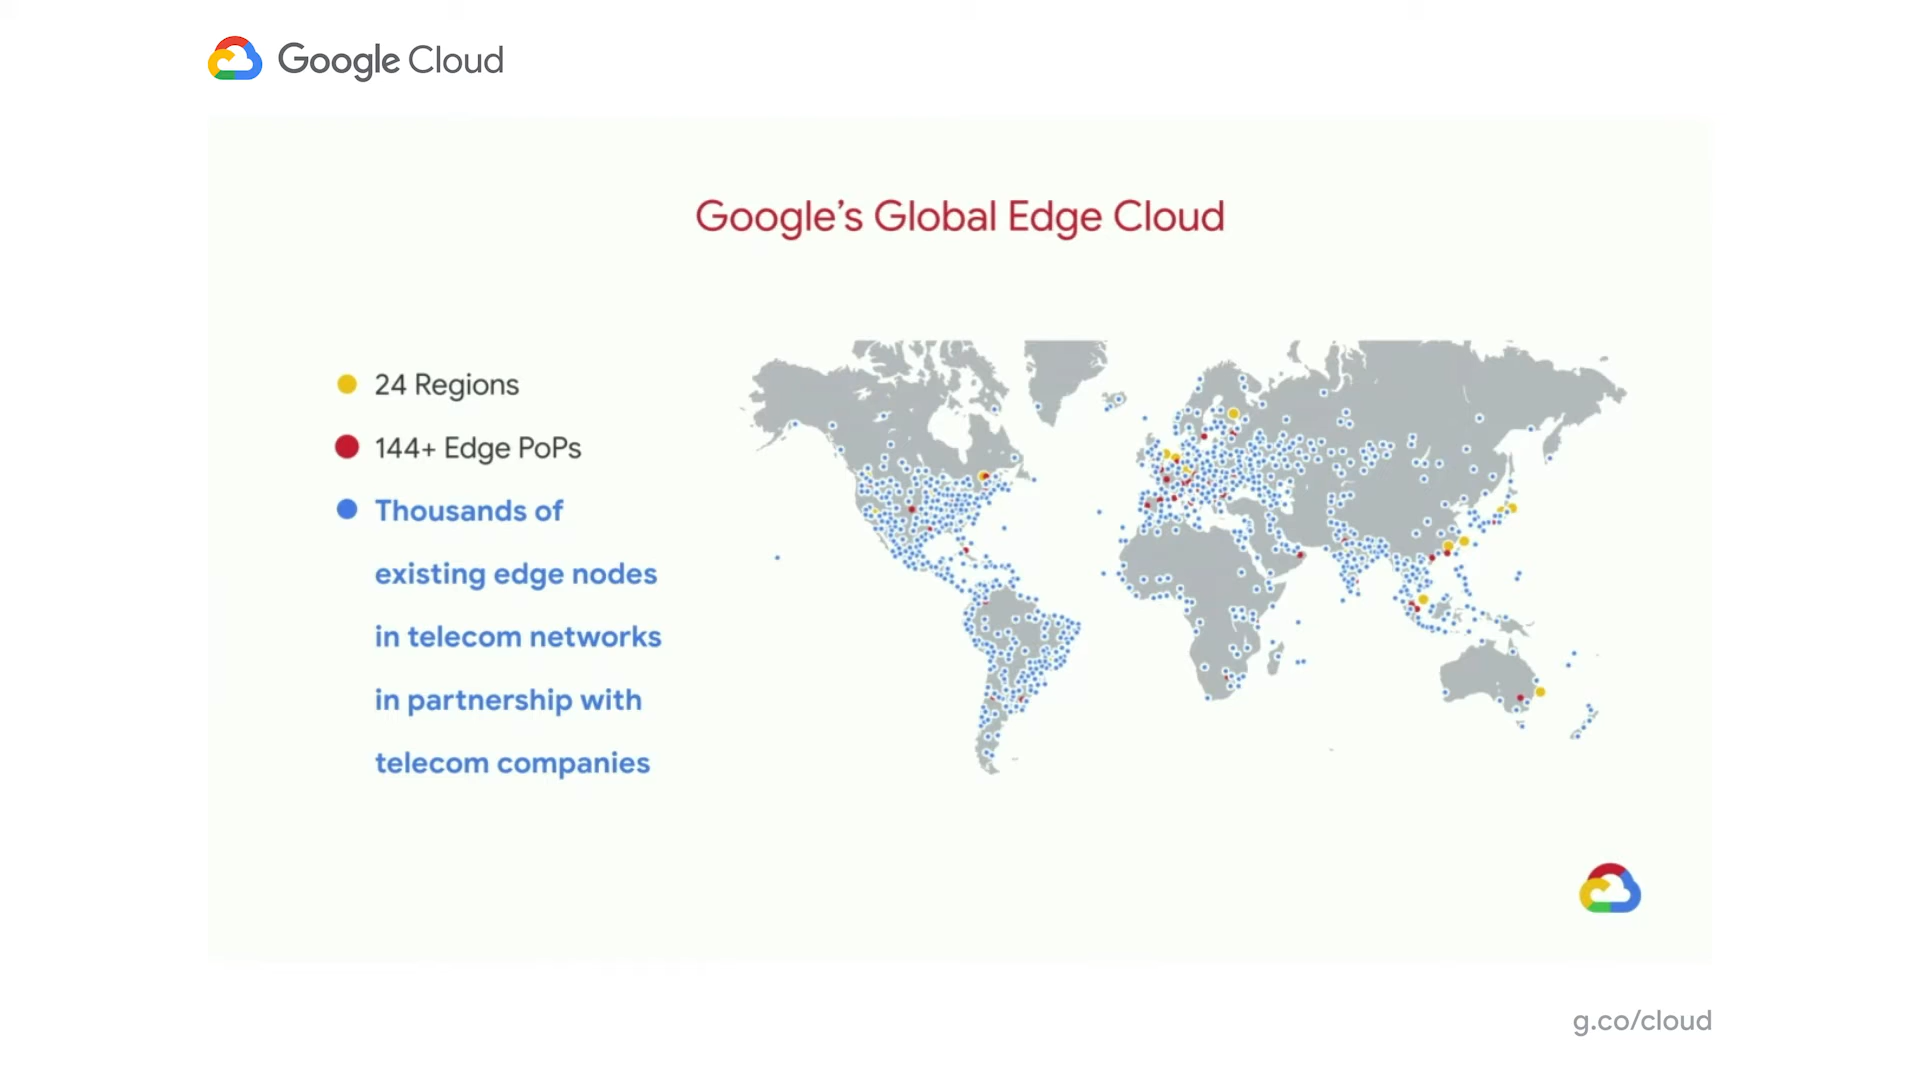 Google Cloud
Google's Global Edge Cloud
24 Regions
144+ Edge PoPs
Thousands of
existing edge nodes
in telecom networks
in partnership with
telecom companies
g.co/cloud